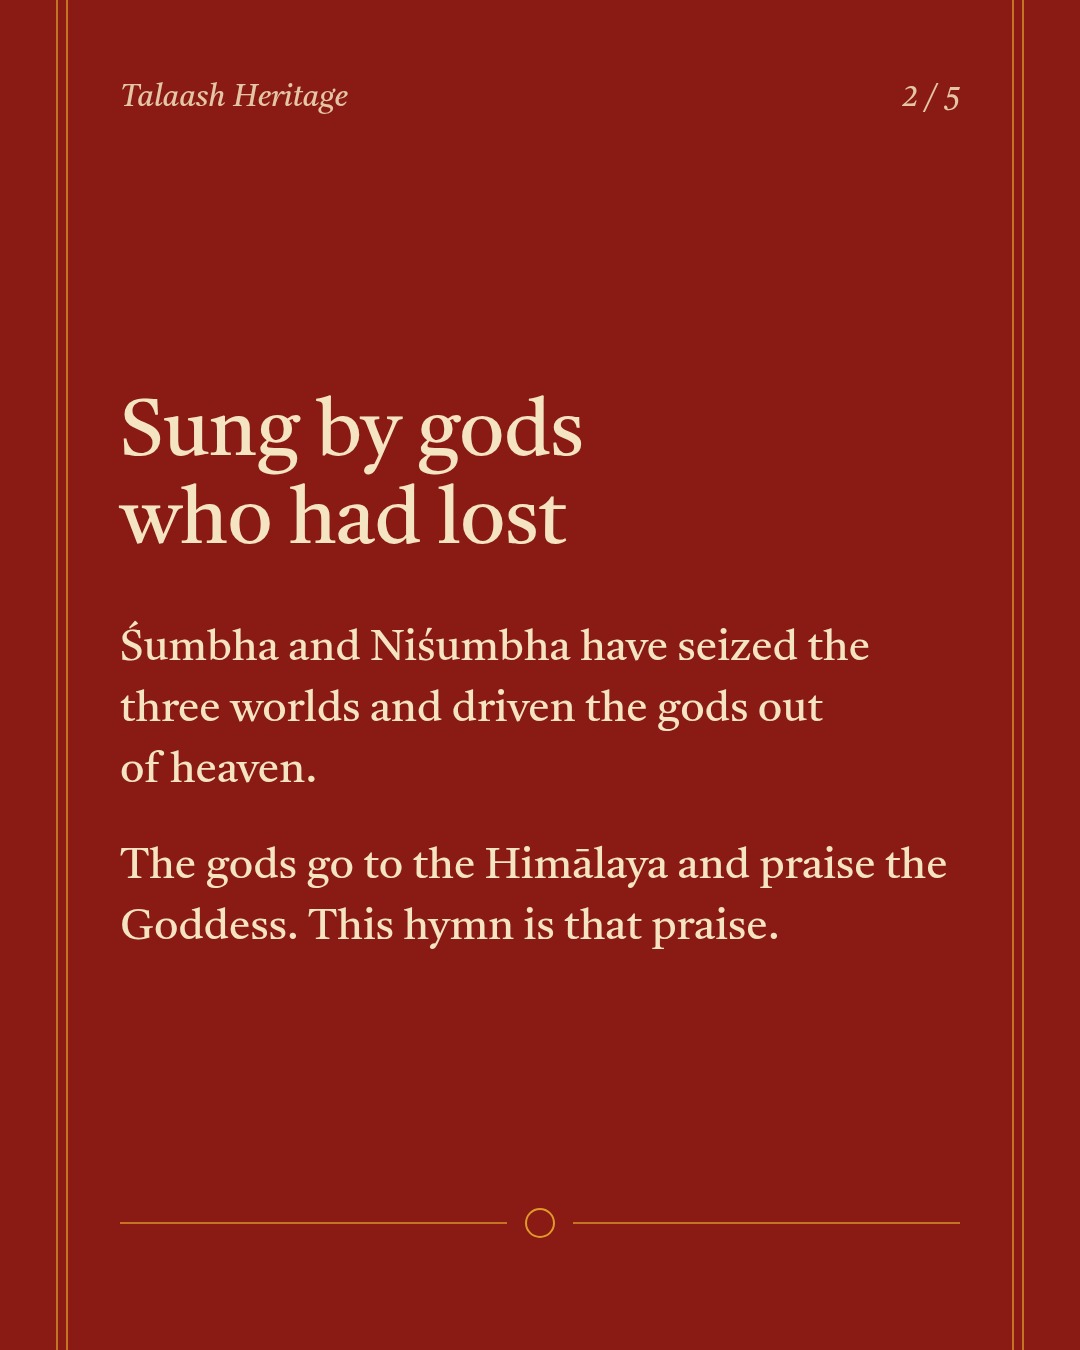 Talaash Heritage
2 / 5
Sung by gods
who had lost
Śumbha and Niśumbha have seized the
three worlds and driven the gods out
of heaven.
The gods go to the Himālaya and praise the
Goddess. This hymn is that praise.